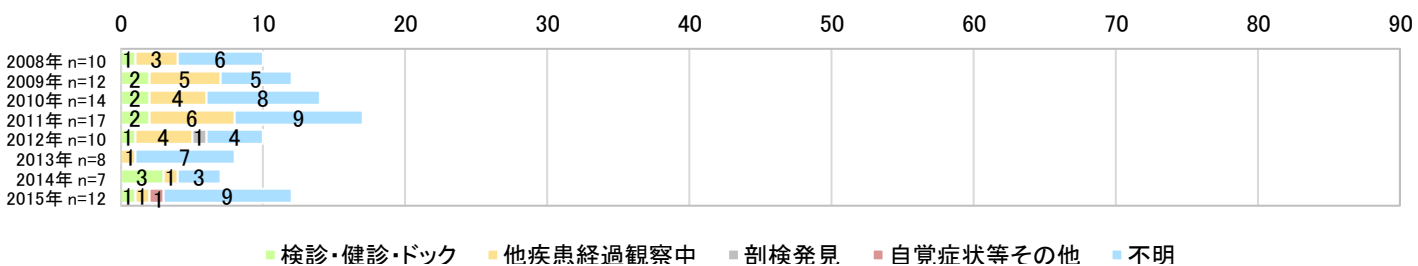 0 10 20 30 40 50 60 70 80 90
2008年 n=10 1 3 6
2009年 n=12 2 5 5
2010年 n=14 2 4 8
2011年 n=17 2 6 9
2012年 n=10 1 4 1 4
2013年 n=8 1 7
2014年 n=7 3 1 3
2015年 n=12 1 1 1 9
検診・健診・ドック 他疾患経過観察中 剖検発見 自覚症状等その他 不明